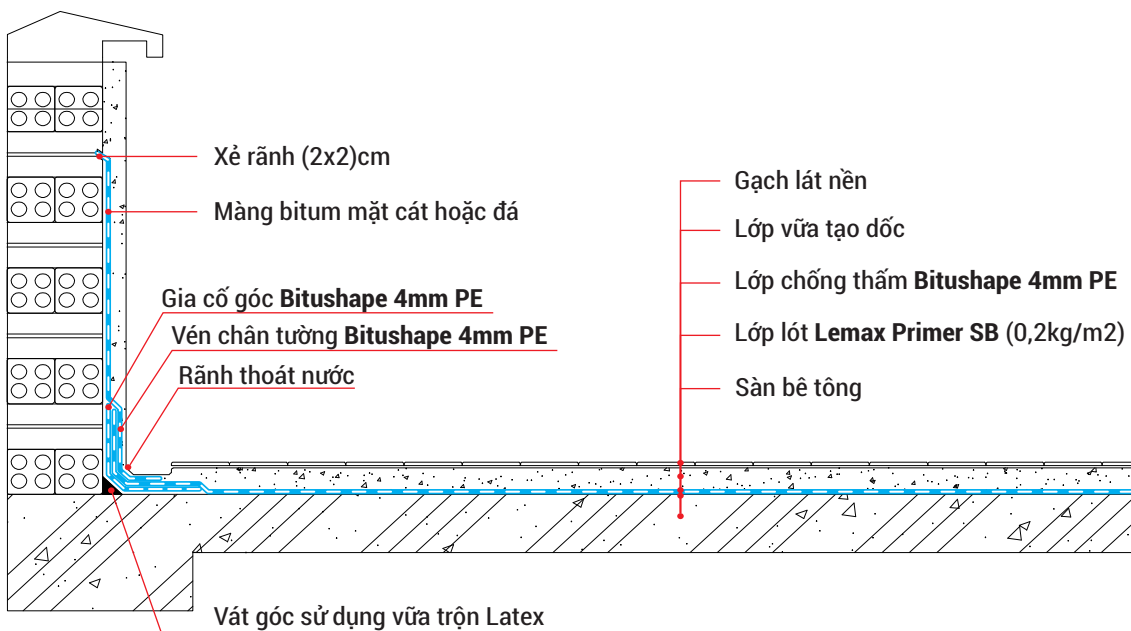 Xẻ rãnh (2x2)cm
Màng bitum mặt cát hoặc đá
Gia cố góc Bitushape 4mm PE
Vén chân tường Bitushape 4mm PE
Rãnh thoát nước
Gạch lát nền
Lớp vữa tạo dốc
Lớp chống thấm Bitushape 4mm PE
Lớp lót Lemax Primer SB (0,2kg/m2)
Sàn bê tông
Vát góc sử dụng vữa trộn Latex